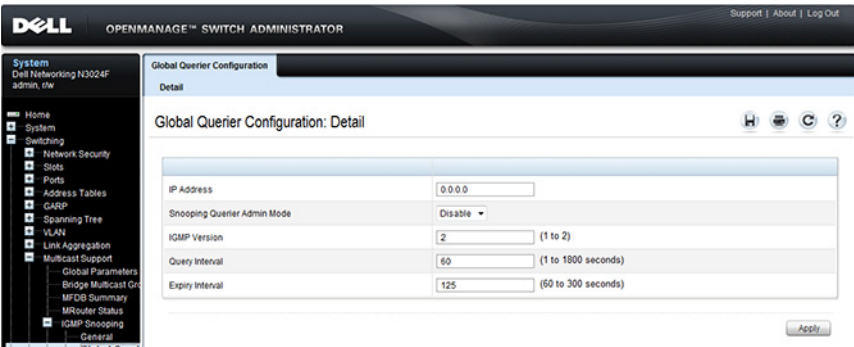 Support | About | Log Out
DELL OPENMANAGE™ SWITCH ADMINISTRATOR
System
Dell Networking N3024F
admin, r/w
Home
System
Switching
Network Security
Slots
Ports
Address Tables
GARP
Spanning Tree
VLAN
Link Aggregation
Multicast Support
Global Parameters
Bridge Multicast Gro
MFDB Summary
MRouter Status
IGMP Snooping
General
Global Querier Configuration
Detail
Global Querier Configuration: Detail
IP Address 0.0.0.0
Snooping Querier Admin Mode Disable
IGMP Version 2 (1 to 2)
Query Interval 60 (1 to 1800 seconds)
Expiry Interval 125 (60 to 300 seconds)
Apply